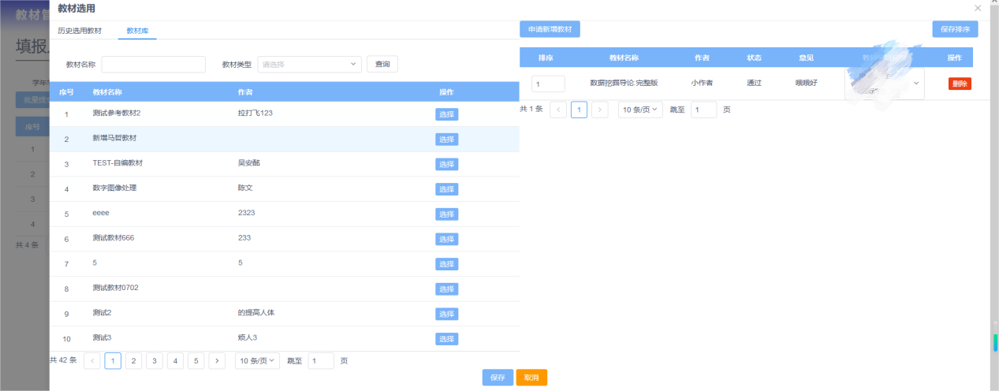 教材管
教材选用
填报
历史选用教材 教材库
申请新增教材 保存排序
教材名称 教材类型 请选择 查询
学年
批量提
序号
1
2
3
4
共 4 条
序号 教材名称 作者 操作
1 测试参考教材2 拉打飞123 选择
2 新增马哲教材 选择
3 TEST-自编教材 吴安懿 选择
4 数字图像处理 陈文 选择
5 eeee 2323 选择
6 测试教材666 233 选择
7 5 5 选择
8 测试教材0702 选择
9 测试2 的提高人体 选择
10 测试3 烦人3 选择
共 42 条 1 2 3 4 5 10 条/页 跳至 1 页
排序 教材名称 作者 状态 意见 操作
1 数据挖掘导论 完整版 小作者 通过 哦哦好 删除
共 1 条 1 10 条/页 跳至 1 页
保存 取消